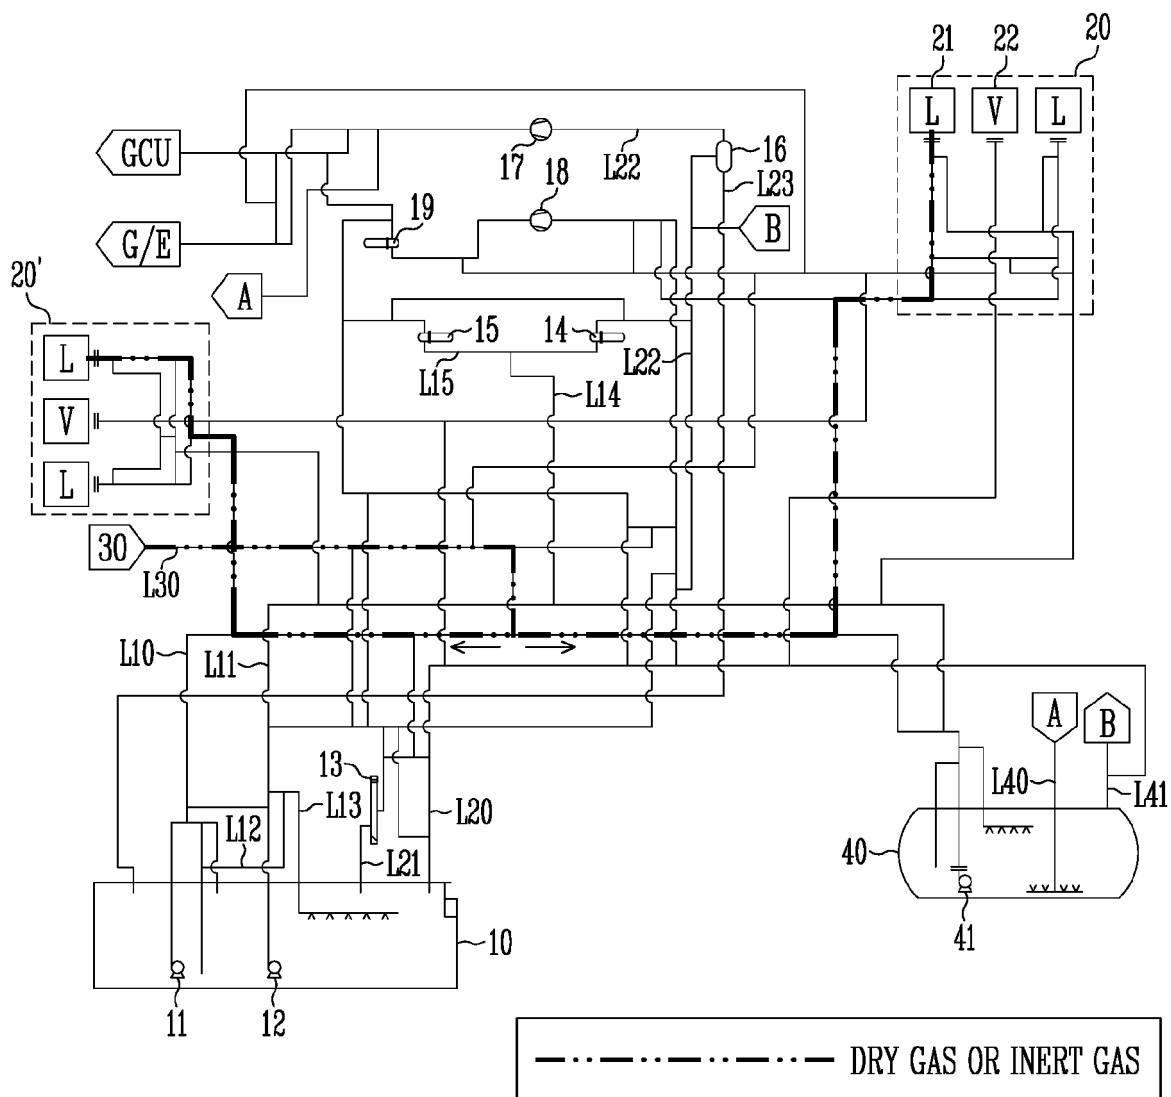 21
22
20
L
V
L
GCU
17
L22
16
L23
18
19
B
G/E
A
20'
L
V
L
15
14
L15
L22
L14
30
L30
L10
L11
13
L13
L20
L12
L21
A
B
L40
L41
40
41
10
11
12
DRY GAS OR INERT GAS